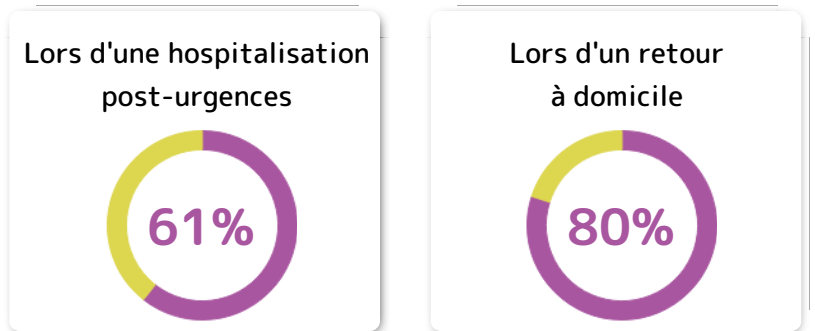 Lors d'une hospitalisation
post-urgences
61%
Lors d'un retour
à domicile
80%